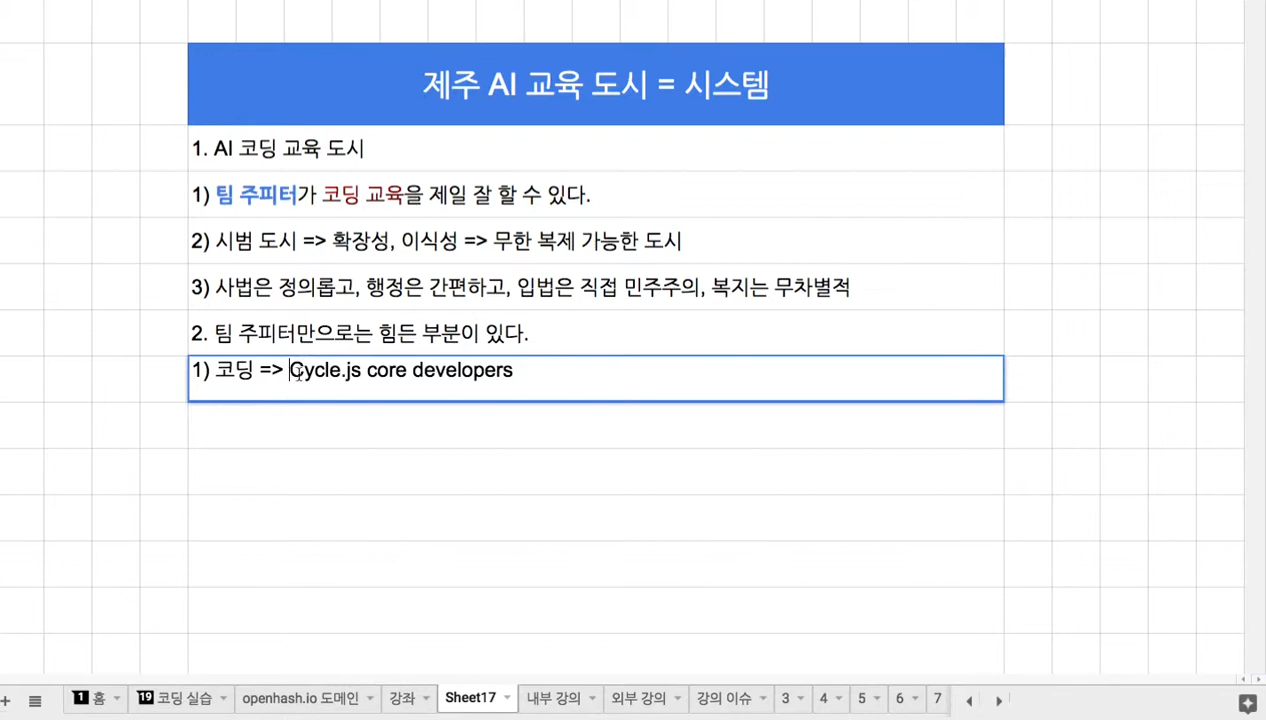 제주 AI 교육 도시 = 시스템
1. AI 코딩 교육 도시
1) 팀 주피터가 코딩 교육을 제일 잘 할 수 있다.
2) 시범 도시 => 확장성, 이식성 => 무한 복제 가능한 도시
3) 사법은 정의롭고, 행정은 간편하고, 입법은 직접 민주주의, 복지는 무차별적
2. 팀 주피터만으로는 힘든 부분이 있다.
1) 코딩 => Cycle.js core developers
1 홈 19 코딩 실습 openhash.io 도메인 강좌 Sheet17 내부 강의 외부 강의 강의 이슈 3 4 5 6 7